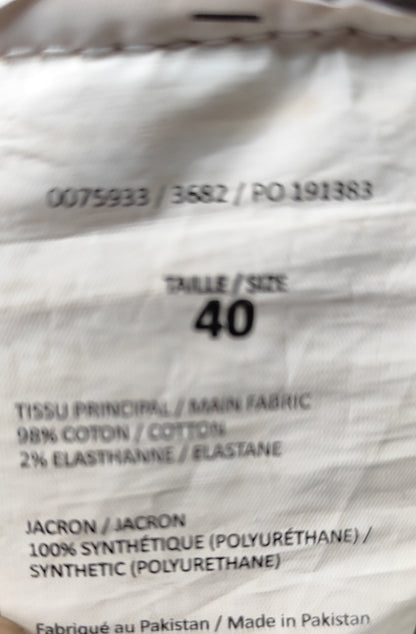 0075933 / 3682 / PO 191383
TAILLE / SIZE
40
TISSU PRINCIPAL / MAIN FABRIC
98% COTON / COTTON
2% ELASTHANNE / ELASTANE
JACRON / JACRON
100% SYNTHÉTIQUE (POLYURÉTHANE) /
SYNTHETIC (POLYURETHANE)
Fabriqué au Pakistan / Made in Pakistan